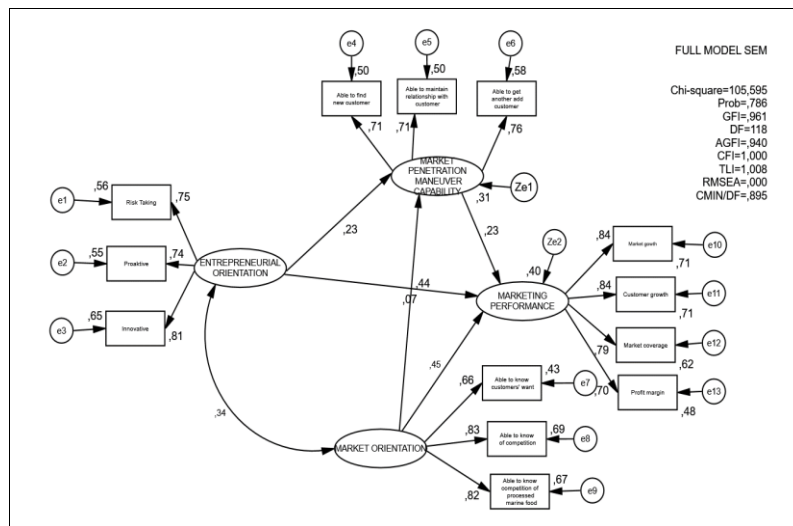 FULL MODEL SEM
Chi-square=105,595
Prob=,786
GFI=,961
DF=118
AGFI=,940
CFI=1,000
TLI=1,008
RMSEA=,000
CMIN/DF=,895
e4
e5
e6
,50
,50
,58
Able to find
new customer
Able to maintain
relationship with
customer
Able to get
another add
customer
,71
,71
,76
MARKET
PENETRATION
MANEUVER
CAPABILITY
,31
Ze1
e1
,56
Risk Taking
,75
e2
,55
Proaktive
,74
e3
,65
Innovative
,81
ENTREPRENEURIAL
ORIENTATION
,23
,23
,44
,07
,45
,34
Ze2
,40
MARKETING
PERFORMANCE
,84
Market gowth
e10
,71
,84
Customer growth
e11
,71
,79
Market coverage
e12
,62
,70
Profit margin
e13
,48
MARKET ORIENTATION
,66
Able to know
customers' want
,43
e7
,83
Able to know
of competition
,69
e8
,82
Able to know
competition of
processed
marine food
,67
e9